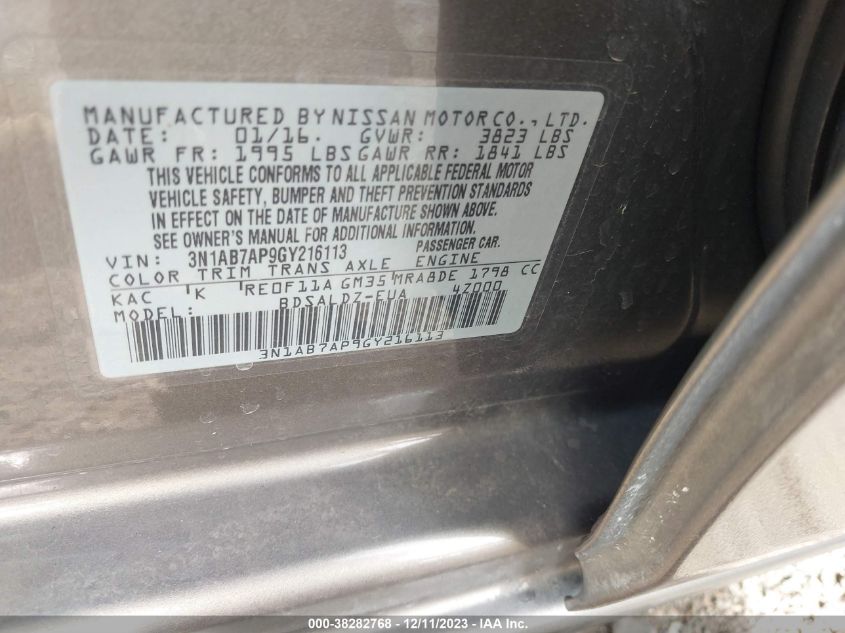 MANUFACTURED BY NISSAN MOTOR CO., LTD.
DATE: 01/16. GVWR: 3823 LBS
GAWR FR: 1995 LBS GAWR RR: 1841 LBS
THIS VEHICLE CONFORMS TO ALL APPLICABLE FEDERAL MOTOR
VEHICLE SAFETY, BUMPER AND THEFT PREVENTION STANDARDS
IN EFFECT ON THE DATE OF MANUFACTURE SHOWN ABOVE.
SEE OWNER'S MANUAL FOR ADDITIONAL INFORMATION.
VIN: 3N1AB7AP9GY216113 PASSENGER CAR.
COLOR TRIM TRANS AXLE ENGINE
KAC K RE0F11A GM35 MRA8DE 1798 CC
MODEL: BDSALDZ-EUA 47000
3N1AB7AP9GY216113
000-38282768 - 12/11/2023 - IAA Inc.